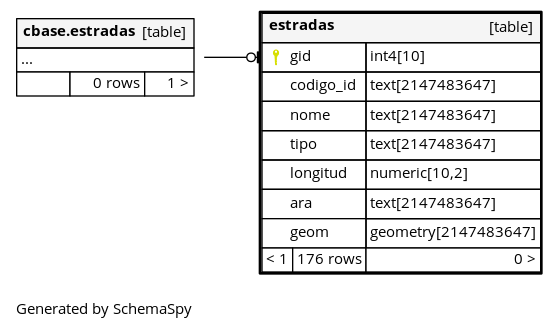 cbase.estradas [table]
...
0 rows 1 >
estradas [table]
gid int4[10]
codigo_id text[2147483647]
nome text[2147483647]
tipo text[2147483647]
longitud numeric[10,2]
ara text[2147483647]
geom geometry[2147483647]
< 1 176 rows 0 >
Generated by SchemaSpy